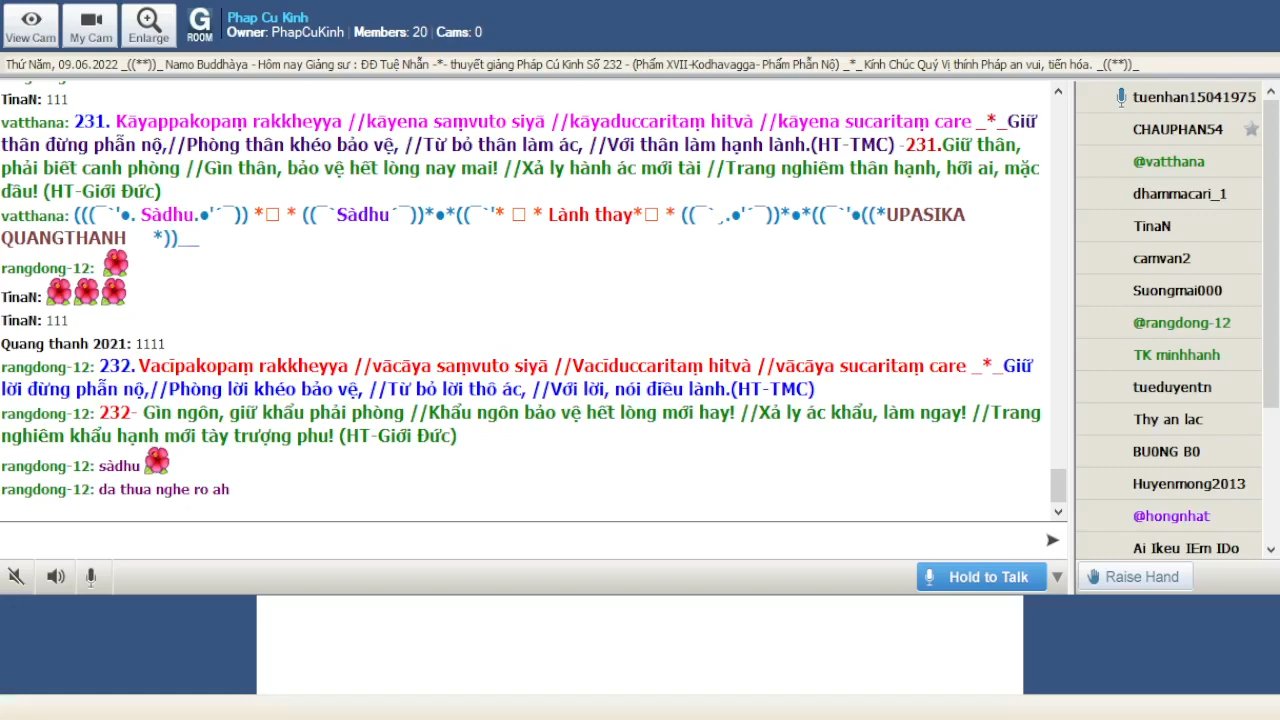 View Cam
My Cam
Enlarge
G
ROOM
Phap Cu Kinh
Owner: PhapCuKinh | Members: 20 | Cams: 0
Thứ Năm, 09.06.2022 _((**))_ Namo Buddhàya - Hôm nay Giảng sư : ĐĐ Tuệ Nhẫn -*- thuyết giảng Pháp Cú Kinh Số 232 - (Phẩm XVII-Kodhavagga- Phẩm Phẫn Nộ) _*_ Kính Chúc Quý Vị thính Pháp an vui, tiến hóa. _((**))_
TinaN: 111
vatthana: 231. Kāyappakopaṃ rakkheyya //kāyena saṃvuto siyā //kāyaduccaritaṃ hitvà //kāyena sucaritaṃ care _*_Giữ
thân đừng phẫn nộ,//Phòng thân khéo bảo vệ, //Từ bỏ thân làm ác, //Với thân làm hạnh lành.(HT-TMC) -231.Giữ thân,
phải biết canh phòng //Gìn thân, bảo vệ hết lòng nay mai! //Xả ly hành ác mới tài //Trang nghiêm thân hạnh, hỡi ai, mặc
dầu! (HT-Giới Đức)
vatthana: (((¯`'●. Sàdhu.●'´¯)) *□ * ((¯`Sàdhu´¯))*●*((¯`'* □ * Lành thay*□ * ((¯`¸.●'´¯))*●*((¯`'●((*UPASIKA
QUANGTHANH *))__
rangdong-12:
TinaN:
TinaN: 111
Quang thanh 2021: 1111
rangdong-12: 232. Vacīpakopaṃ rakkheyya //vācāya saṃvuto siyā //Vacīduccaritaṃ hitvà //vācāya sucaritaṃ care _*_Giữ
lời đừng phẫn nộ,//Phòng lời khéo bảo vệ, //Từ bỏ lời thô ác, //Với lời, nói điều lành.(HT-TMC)
rangdong-12: 232- Gìn ngôn, giữ khẩu phải phòng //Khẩu ngôn bảo vệ hết lòng mới hay! //Xả ly ác khẩu, làm ngay! //Trang
nghiêm khẩu hạnh mới tày trượng phu! (HT-Giới Đức)
rangdong-12: sàdhu
rangdong-12: da thua nghe ro ah
Hold to Talk
tuenhan15041975
CHAUPHAN54
@vatthana
dhammacari_1
TinaN
camvan2
Suongmai000
@rangdong-12
TK minhhanh
tueduyentn
Thy an lac
BU0NG B0
Huyenmong2013
@hongnhat
Ai Ikeu IEm IDo
Raise Hand